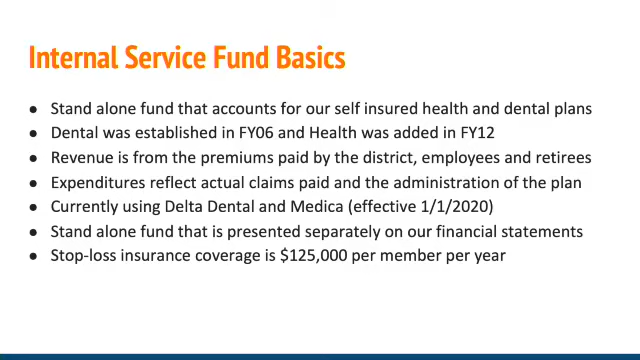 Internal Service Fund Basics
● Stand alone fund that accounts for our self insured health and dental plans
● Dental was established in FY06 and Health was added in FY12
● Revenue is from the premiums paid by the district, employees and retirees
● Expenditures reflect actual claims paid and the administration of the plan
● Currently using Delta Dental and Medica (effective 1/1/2020)
● Stand alone fund that is presented separately on our financial statements
● Stop-loss insurance coverage is $125,000 per member per year